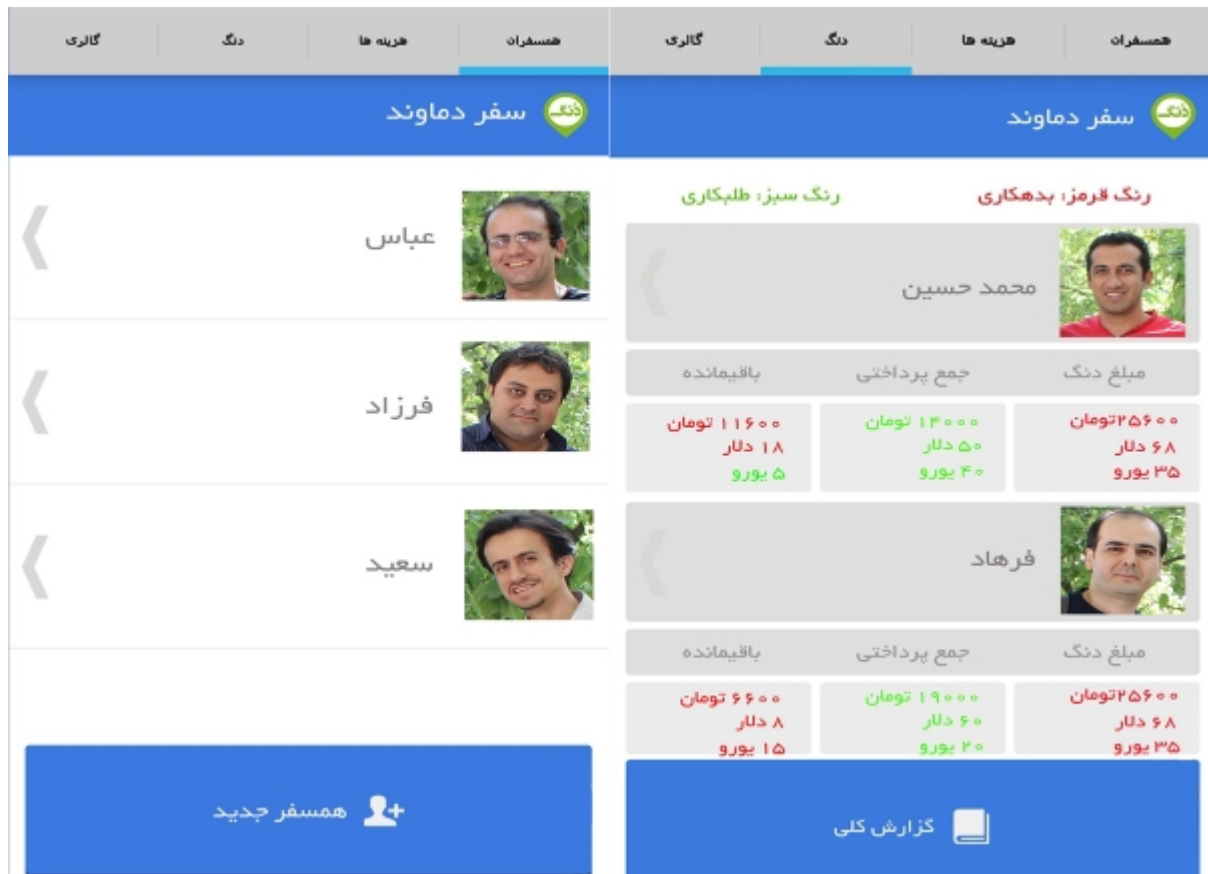 همسفران هزینه ها دنگ گالری
دنگ
سفر دماوند
عباس
فرزاد
سعید
همسفر جدید
همسفران هزینه ها دنگ گالری
دنگ
سفر دماوند
رنگ قرمز: بدهکاری رنگ سبز: طلبکاری
محمد حسین
مبلغ دنگ جمع پرداختی باقیمانده
۲۵۶۰۰تومان ۱۴۰۰۰ تومان ۱۱۶۰۰ تومان
۶۸ دلار ۵۰ دلار ۱۸ دلار
۳۵ یورو ۴۰ یورو ۵ یورو
فرهاد
مبلغ دنگ جمع پرداختی باقیمانده
۲۵۶۰۰تومان ۱۹۰۰۰ تومان ۶۶۰۰ تومان
۶۸ دلار ۶۰ دلار ۸ دلار
۳۵ یورو ۲۰ یورو ۱۵ یورو
گزارش کلی